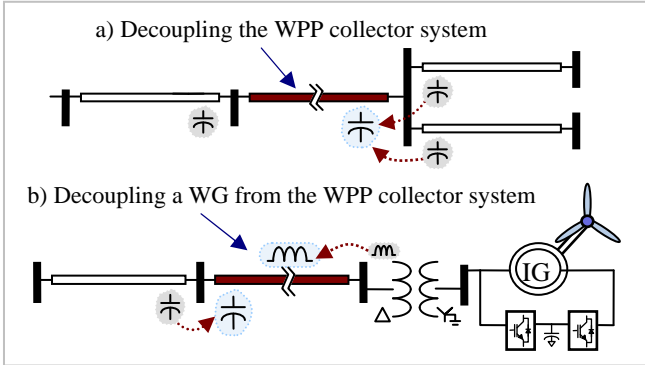 a) Decoupling the WPP collector system
b) Decoupling a WG from the WPP collector system
IG